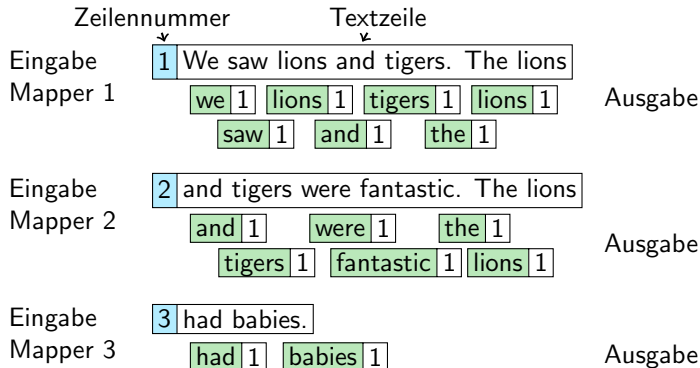 Zeilennummer Textzeile
Eingabe 1 We saw lions and tigers. The lions
Mapper 1 we 1 lions 1 tigers 1 lions 1 Ausgabe
saw 1 and 1 the 1
Eingabe 2 and tigers were fantastic. The lions
Mapper 2 and 1 were 1 the 1
tigers 1 fantastic 1 lions 1 Ausgabe
Eingabe 3 had babies.
Mapper 3 had 1 babies 1 Ausgabe